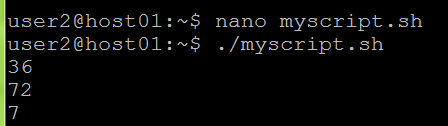 user2@host01:~$ nano myscript.sh
user2@host01:~$ ./myscript.sh
36
72
7